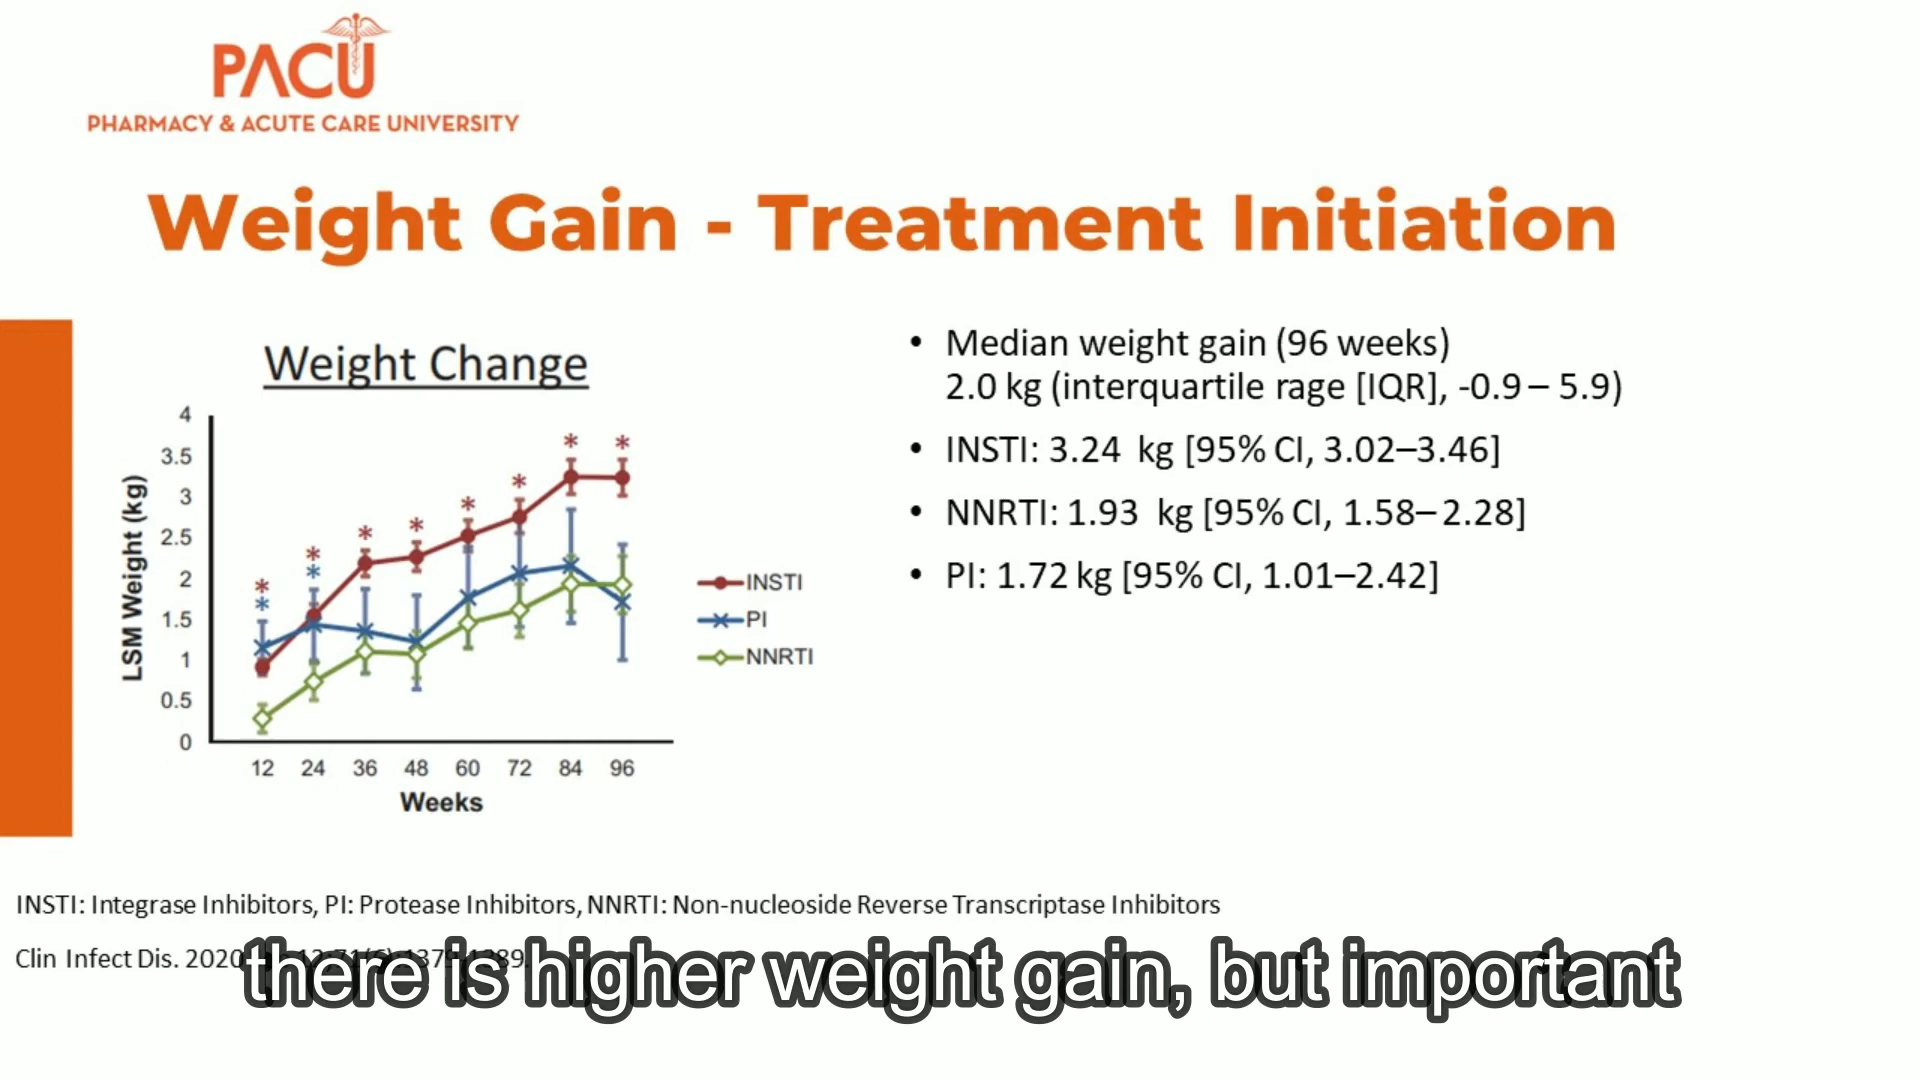 PACU
PHARMACY & ACUTE CARE UNIVERSITY
Weight Gain - Treatment Initiation
Weight Change
4
3.5
3
2.5
2
1.5
1
0.5
0
LSM Weight (kg)
* * * * * * * *
* *
12 24 36 48 60 72 84 96
Weeks
INSTI
PI
NNRTI
• Median weight gain (96 weeks)
2.0 kg (interquartile rage [IQR], -0.9 – 5.9)
• INSTI: 3.24 kg [95% CI, 3.02–3.46]
• NNRTI: 1.93 kg [95% CI, 1.58–2.28]
• PI: 1.72 kg [95% CI, 1.01–2.42]
INSTI: Integrase Inhibitors, PI: Protease Inhibitors, NNRTI: Non-nucleoside Reverse Transcriptase Inhibitors
Clin Infect Dis. 2020
there is higher weight gain, but important